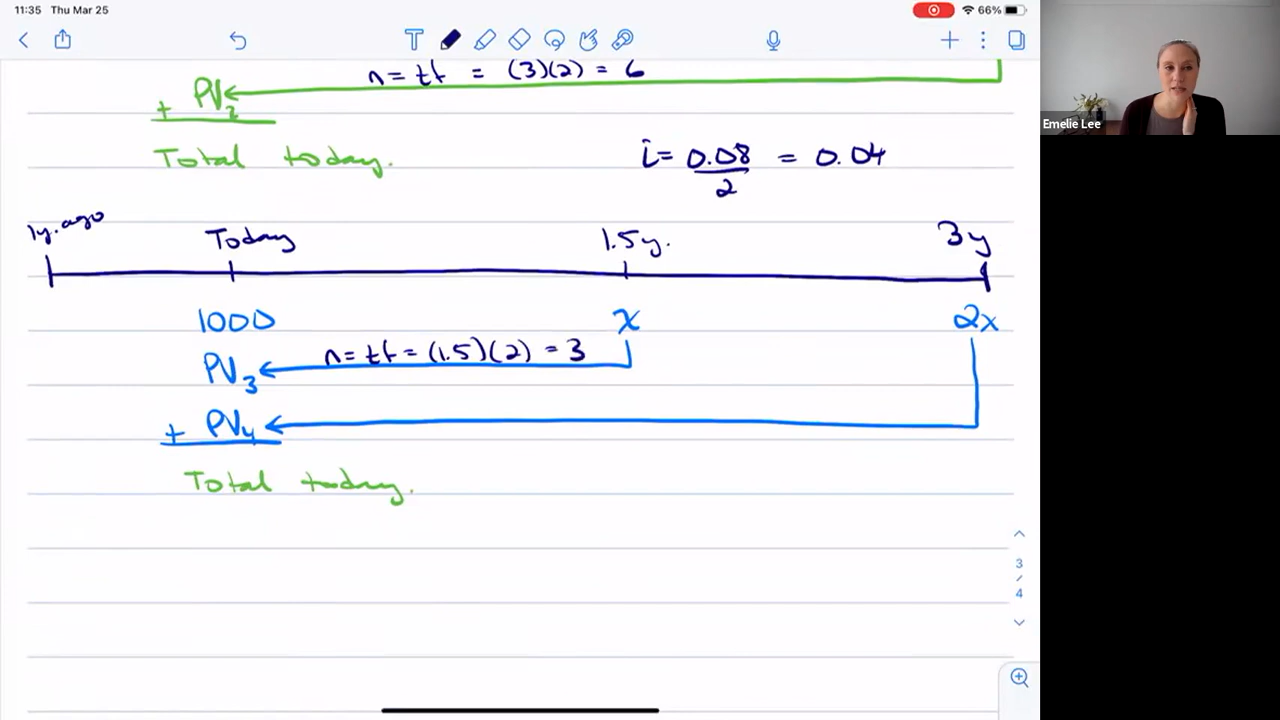 11:35 Thu Mar 25
66%
n = tf = (3)(2) = 6
+ PV2
Total today.
i = 0.08/2 = 0.04
1y. ago Today 1.5y. 3y
1000 x 2x
PV3 n = tf = (1.5)(2) = 3
+ PV4
Total today.
3
/
4
Emelie Lee